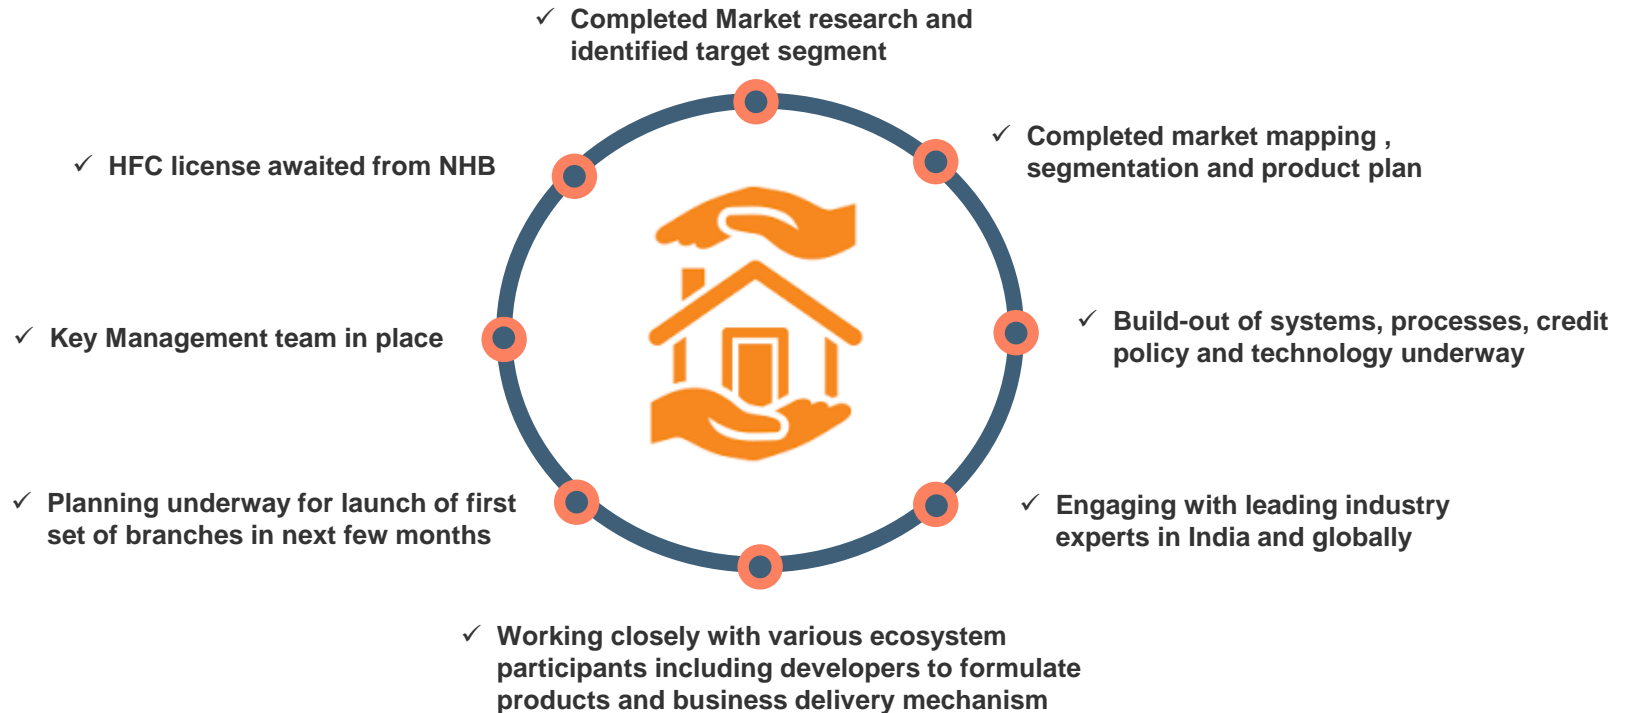 ✓ Completed Market research and
identified target segment
✓ Completed market mapping ,
segmentation and product plan
✓ Build-out of systems, processes, credit
policy and technology underway
✓ Engaging with leading industry
experts in India and globally
✓ Working closely with various ecosystem
participants including developers to formulate
products and business delivery mechanism
✓ Planning underway for launch of first
set of branches in next few months
✓ Key Management team in place
✓ HFC license awaited from NHB